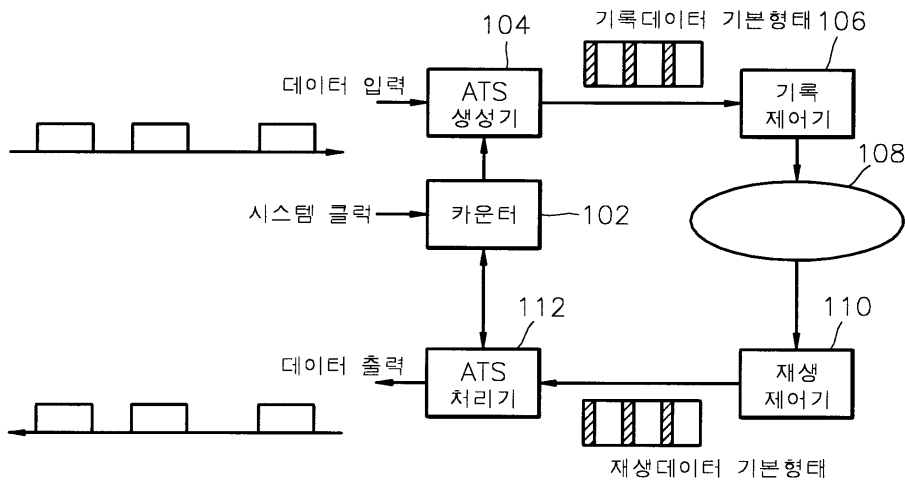 기록데이터 기본형태
106
104
데이터 입력
ATS
생성기
기록
제어기
108
시스템 클럭
카운터
102
112
110
데이터 출력
ATS
처리기
재생
제어기
재생데이터 기본형태